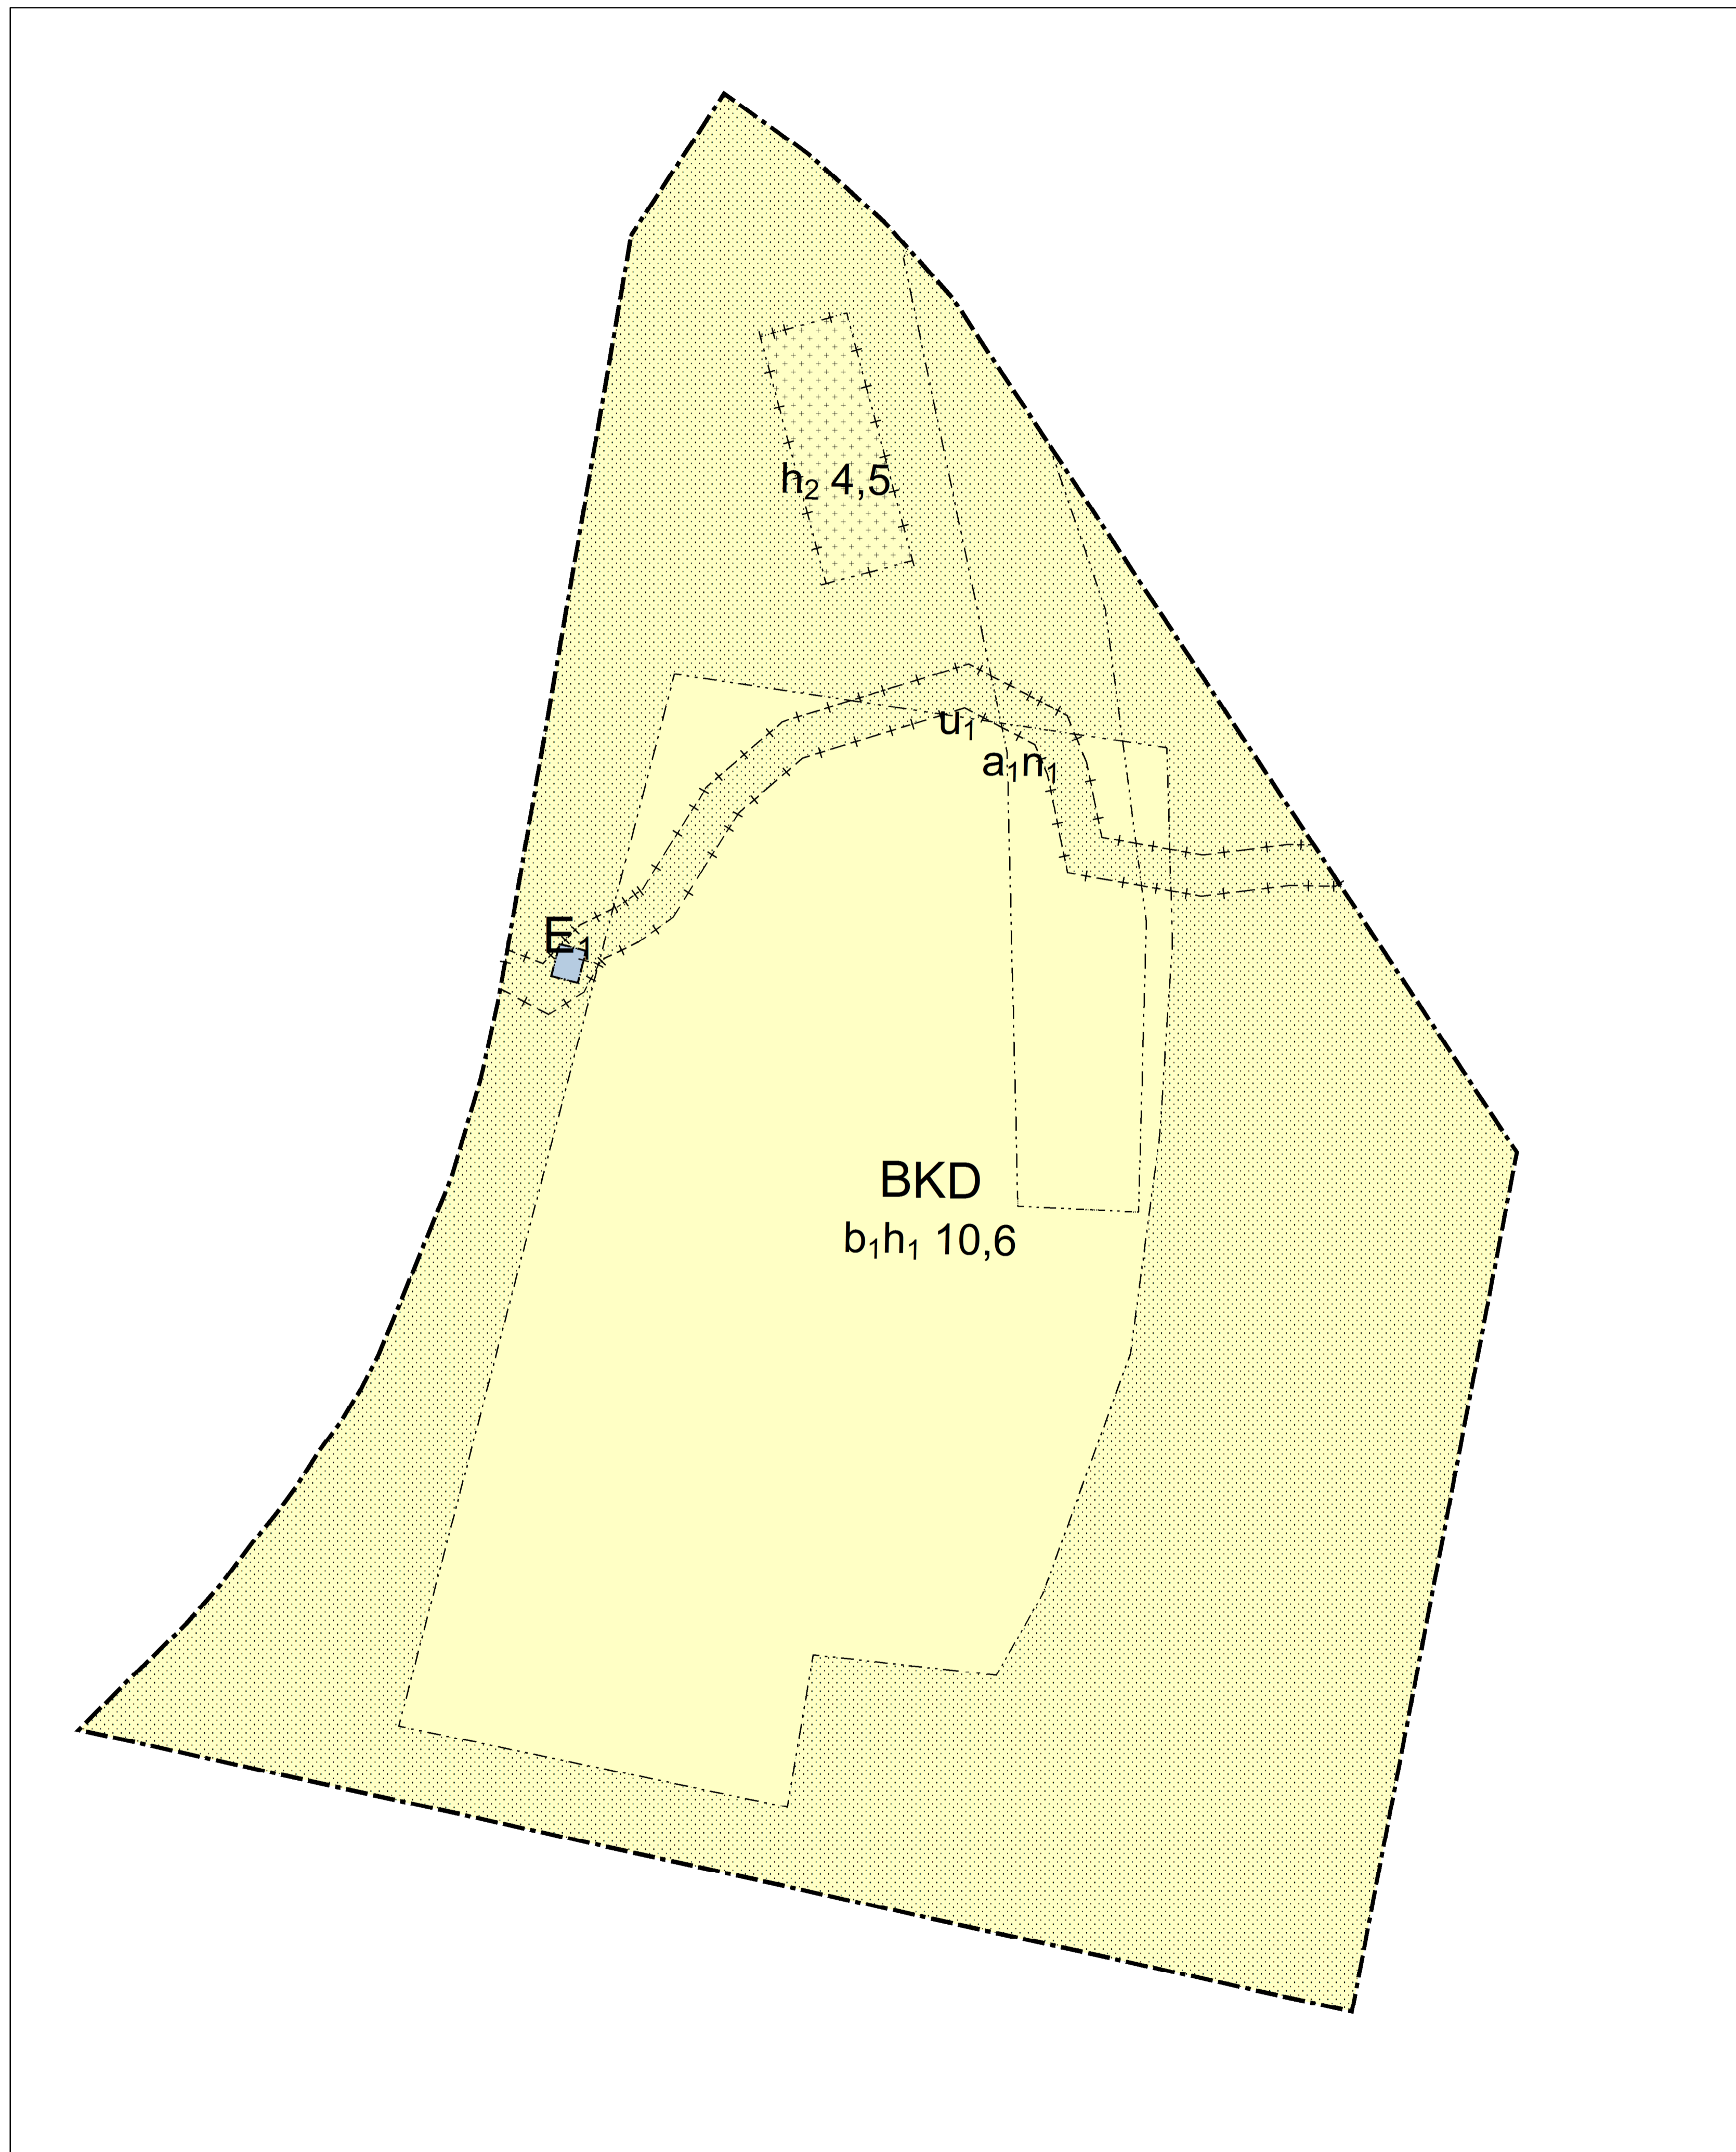 h₂ 4,5
u₁
a₁n₁
E₁
BKD
b₁h₁ 10,6